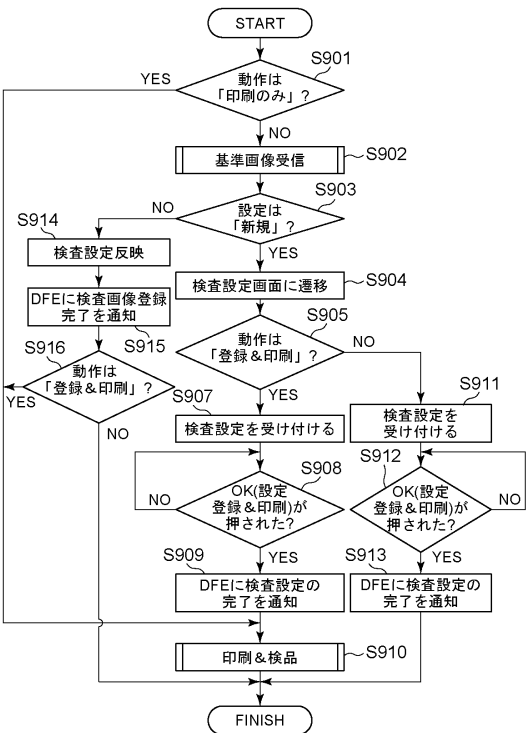 START
S901
動作は
「印刷のみ」?
YES
NO
基準画像受信
S902
S903
設定は
「新規」?
NO
YES
S914
検査設定反映
検査設定画面に遷移
S904
DFEに検査画像登録
完了を通知
S915
S905
動作は
「登録&印刷」?
NO
YES
S916
動作は
「登録&印刷」?
YES
NO
S907
検査設定を受け付ける
S911
検査設定を
受け付ける
S908
OK(設定
登録&印刷)が
押された?
NO
YES
S912
OK(設定
登録&印刷)が
押された?
NO
YES
S909
DFEに検査設定の
完了を通知
S913
DFEに検査設定の
完了を通知
印刷&検品
S910
FINISH